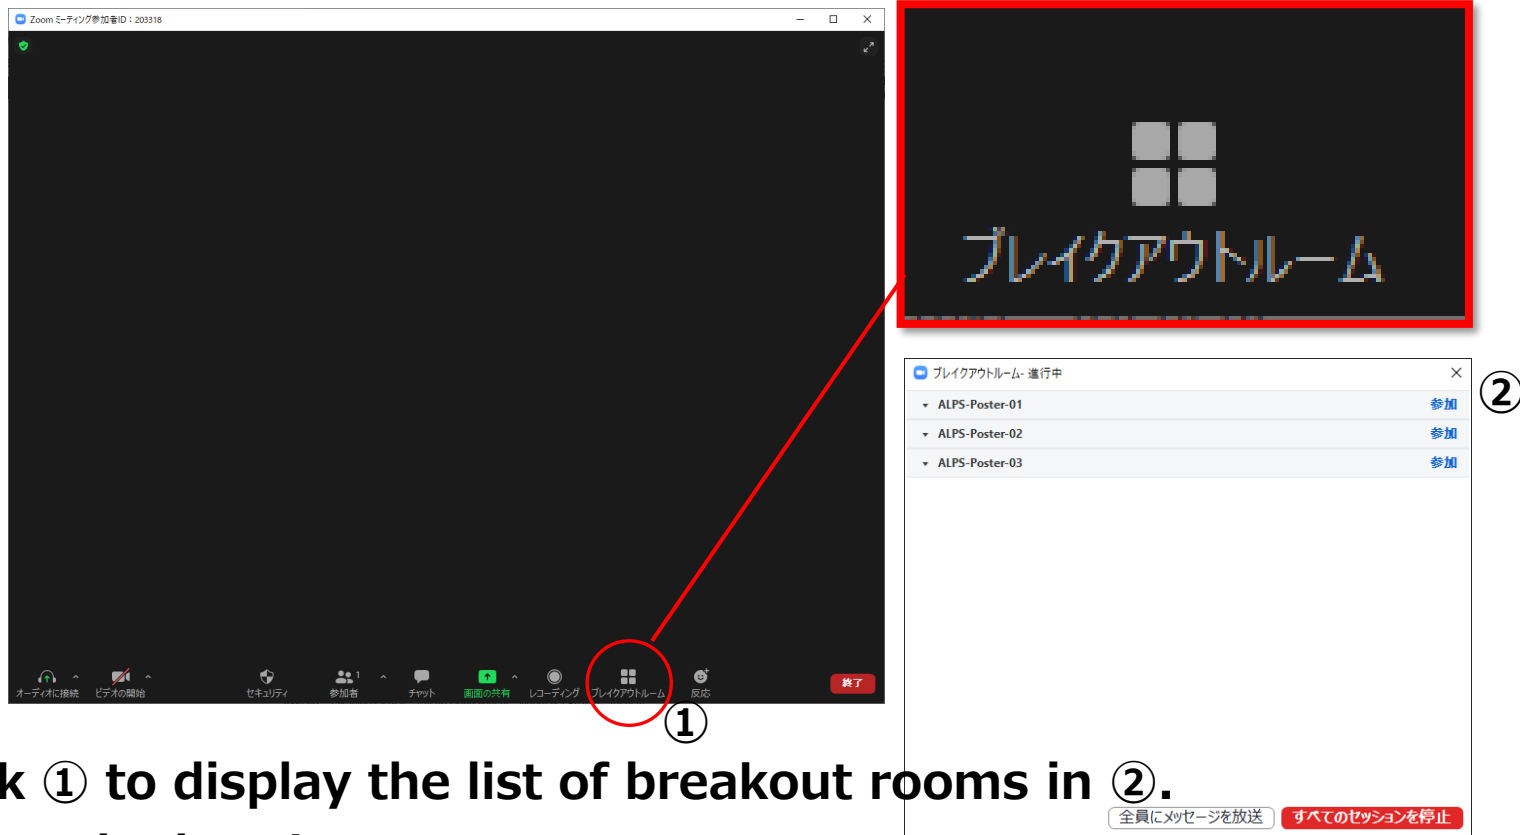 Zoom ミーティング参加者ID：203318
ブレイクアウトルーム
ブレイクアウトルーム- 進行中
②
ALPS-Poster-01 参加
ALPS-Poster-02 参加
ALPS-Poster-03 参加
1
オーディオに接続 ビデオの開始 セキュリティ 参加者 チャット 画面の共有 レコーディング ブレイクアウトルーム 反応 終了
①
k ① to display the list of breakout rooms in ②.
全員にメッセージを放送 すべてのセッションを停止